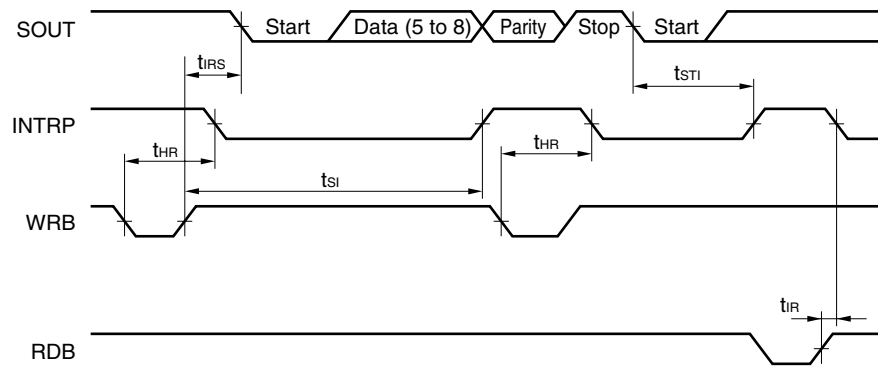 SOUT Start Data (5 to 8) Parity Stop Start
tIRS tSTI
INTRP
tHR tHR
tSI
WRB
tIR
RDB